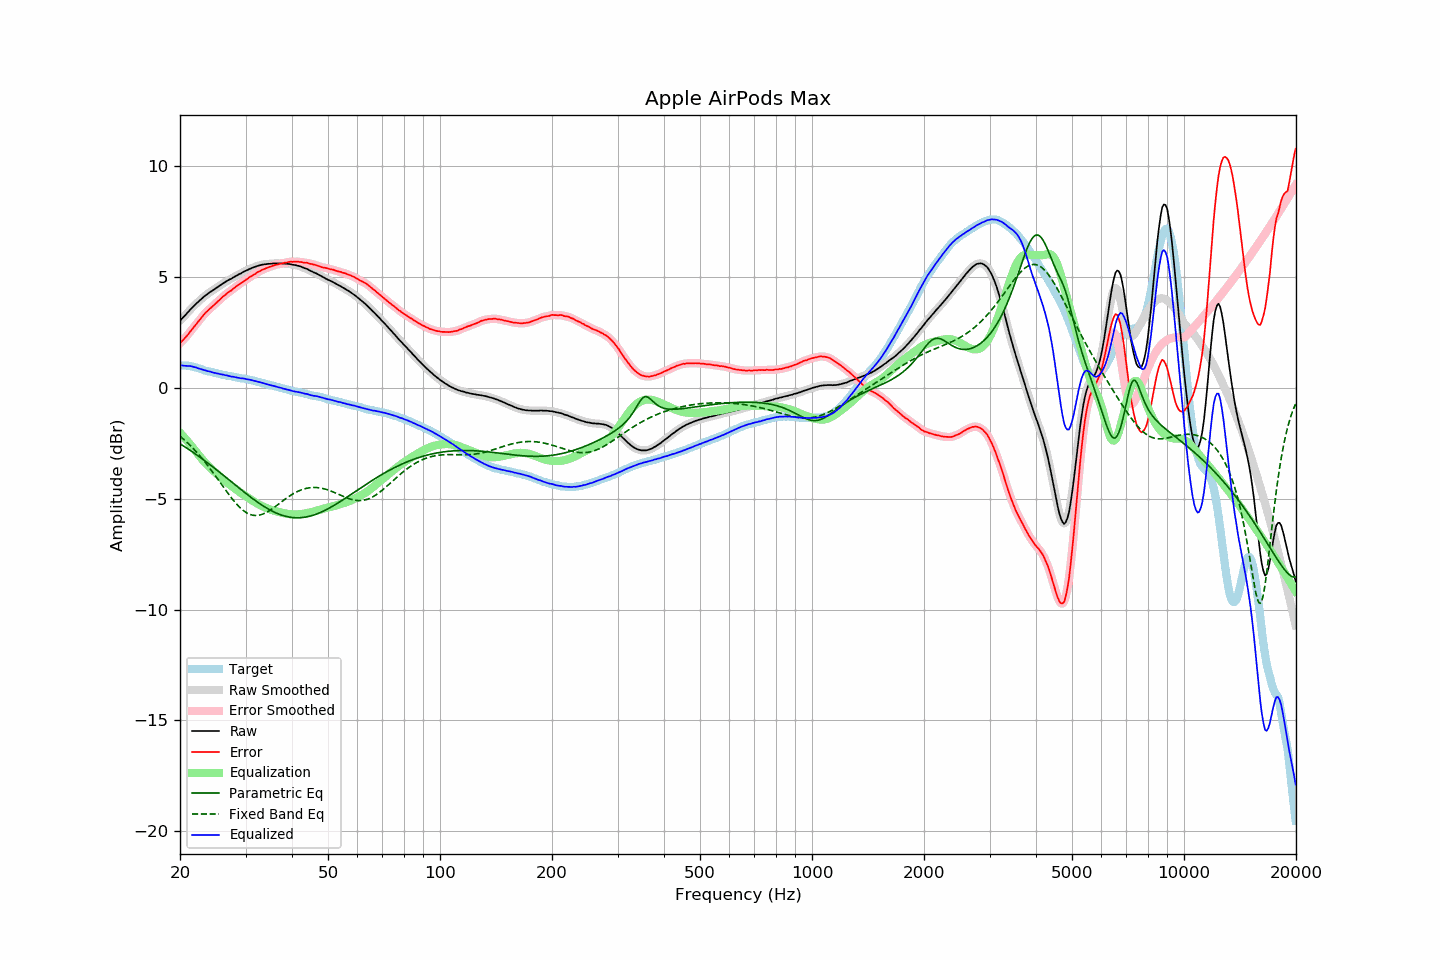 Apple AirPods Max
Amplitude (dBr)
10
5
0
−5
−10
−15
−20
Target
Raw Smoothed
Error Smoothed
Raw
Error
Equalization
Parametric Eq
Fixed Band Eq
Equalized
20 50 100 200 500 1000 2000 5000 10000 20000
Frequency (Hz)